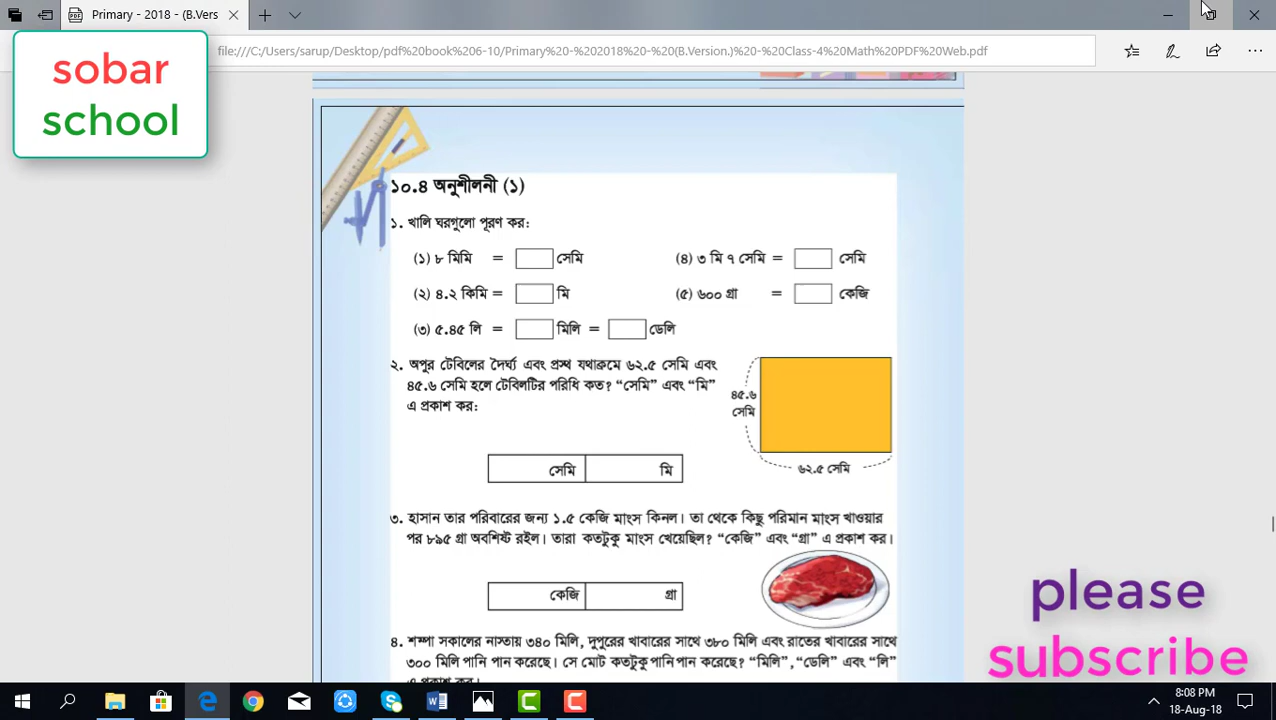 Primary - 2018 - (B.Vers
file:///C:/Users/sarup/Desktop/pdf%20book%206-10/Primary%20-%202018%20-%20(B.Version.)%20-%20Class-4%20Math%20PDF%20Web.pdf
sobar
school
১০.৪ অনুশীলনী (১)
১. খালি ঘরগুলো পূরণ কর:
(১) ৮ মিমি = সেমি (৪) ৩ মি ৭ সেমি = সেমি
(২) ৪.২ কিমি = মি (৫) ৬০০ গ্রা = কেজি
(৩) ৫.৪৫ লি = মিলি = ডেলি
২. অপুর টেবিলের দৈর্ঘ্য এবং প্রস্থ যথাক্রমে ৬২.৫ সেমি এবং
৪৫.৬ সেমি হলে টেবিলটির পরিধি কত? “সেমি” এবং “মি”
এ প্রকাশ কর:
৪৫.৬
সেমি
৬২.৫ সেমি
সেমি মি
৩. হাসান তার পরিবারের জন্য ১.৫ কেজি মাংস কিনল। তা থেকে কিছু পরিমান মাংস খাওয়ার
পর ৮৯৫ গ্রা অবশিষ্ট রইল। তারা কতটুকু মাংস খেয়েছিল? “কেজি” এবং “গ্রা” এ প্রকাশ কর।
কেজি গ্রা
৪. শম্পা সকালের নাস্তায় ৩৪০ মিলি, দুপুরের খাবারের সাথে ৩৮০ মিলি এবং রাতের খাবারের সাথে
৩০০ মিলি পানি পান করেছে। সে মোট কতটুকু পানি পান করেছে? “মিলি”, “ডেলি” এবং “লি”
এ প্রকাশ কর।
please
subscribe
8:08 PM
18-Aug-18